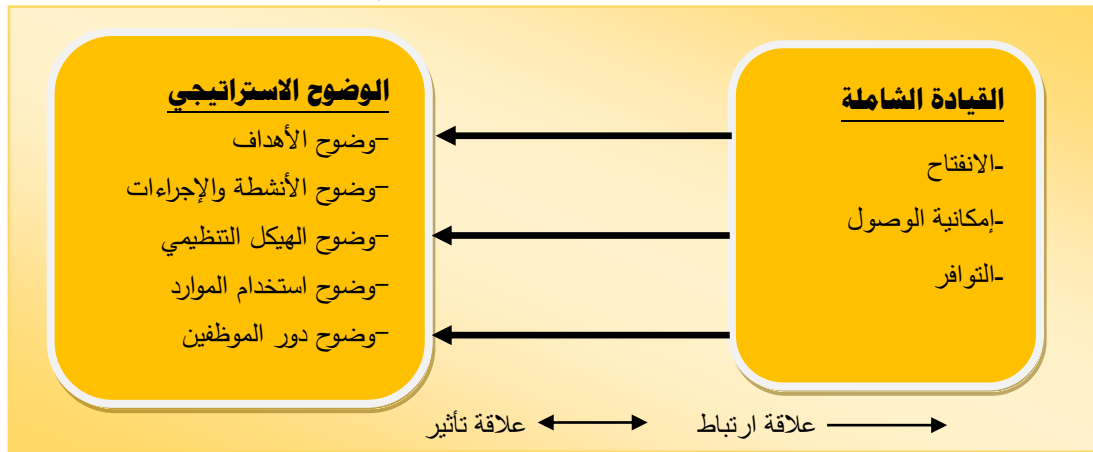 القيادة الشاملة
-الانفتاح
-إمكانية الوصول
-التوافر
الوضوح الاستراتيجي
-وضوح الأهداف
-وضوح الأنشطة والإجراءات
-وضوح الهيكل التنظيمي
-وضوح استخدام الموارد
-وضوح دور الموظفين
علاقة ارتباط
علاقة تأثير